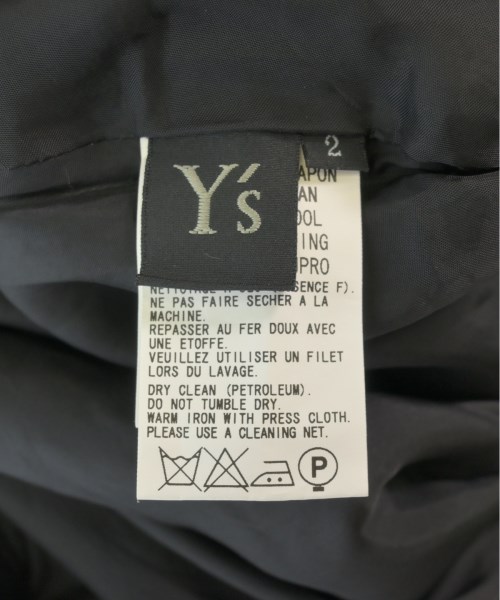 2
Y's
APON
AN
OOL
ING
PRO
NE PAS FAIRE SECHER A LA
MACHINE.
REPASSER AU FER DOUX AVEC
UNE ETOFFE.
VEUILLEZ UTILISER UN FILET
LORS DU LAVAGE.
DRY CLEAN (PETROLEUM).
DO NOT TUMBLE DRY.
WARM IRON WITH PRESS CLOTH.
PLEASE USE A CLEANING NET.
P